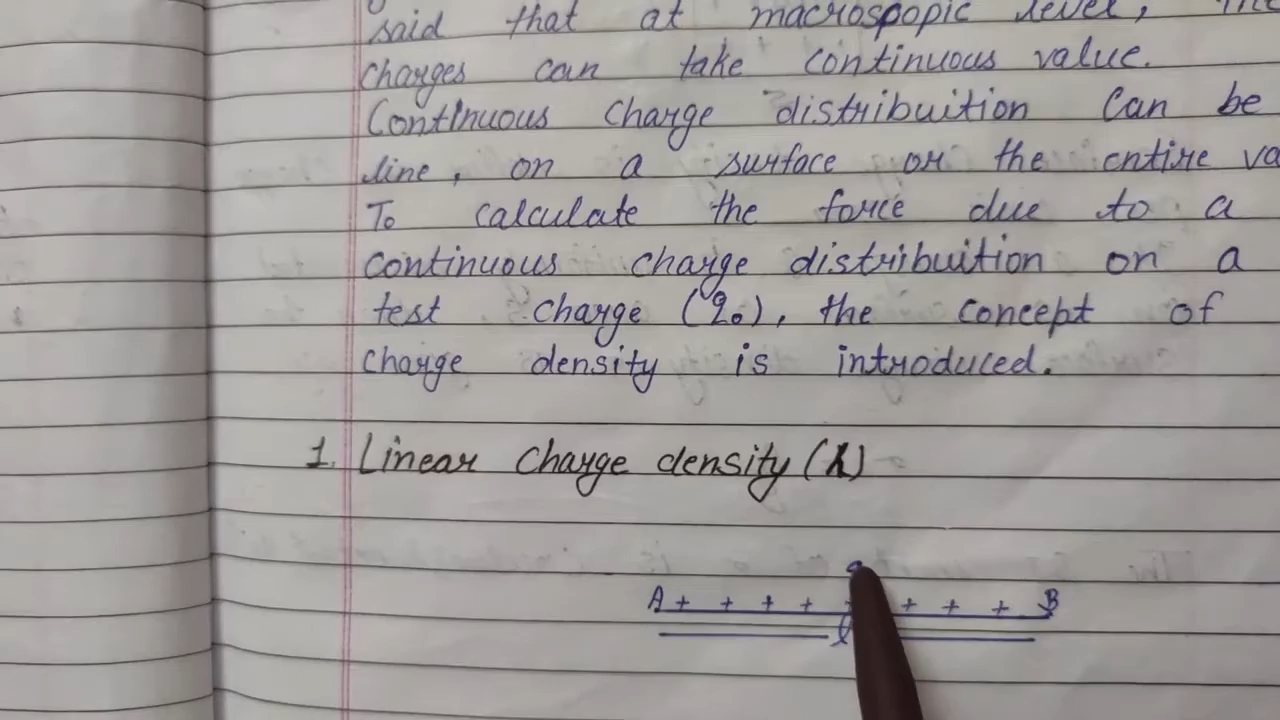 said that at macrospopic level, the
charges can take continuous value.
Continuous charge distribuition can be
line, on a surface or the entire vo
To calculate the force due to a
continuous charge distribuition on a
test charge (q₀), the concept of
charge density is introduced.
1. Linear Charge density (λ)
A + + + + + + + + B
l